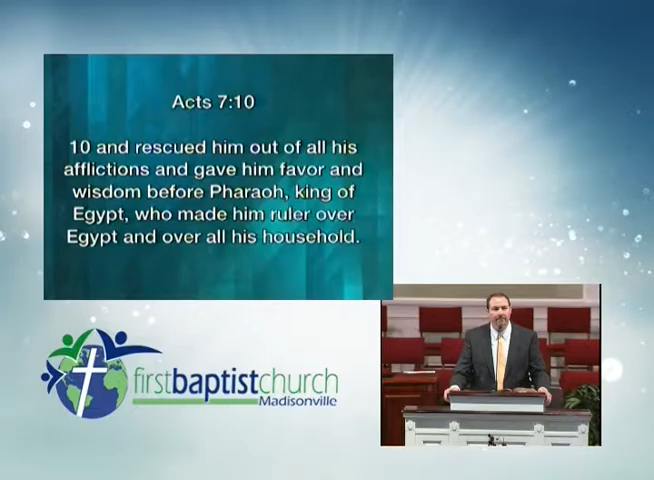 Acts 7:10
10 and rescued him out of all his
afflictions and gave him favor and
wisdom before Pharaoh, king of
Egypt, who made him ruler over
Egypt and over all his household.
firstbaptistchurch
Madisonville